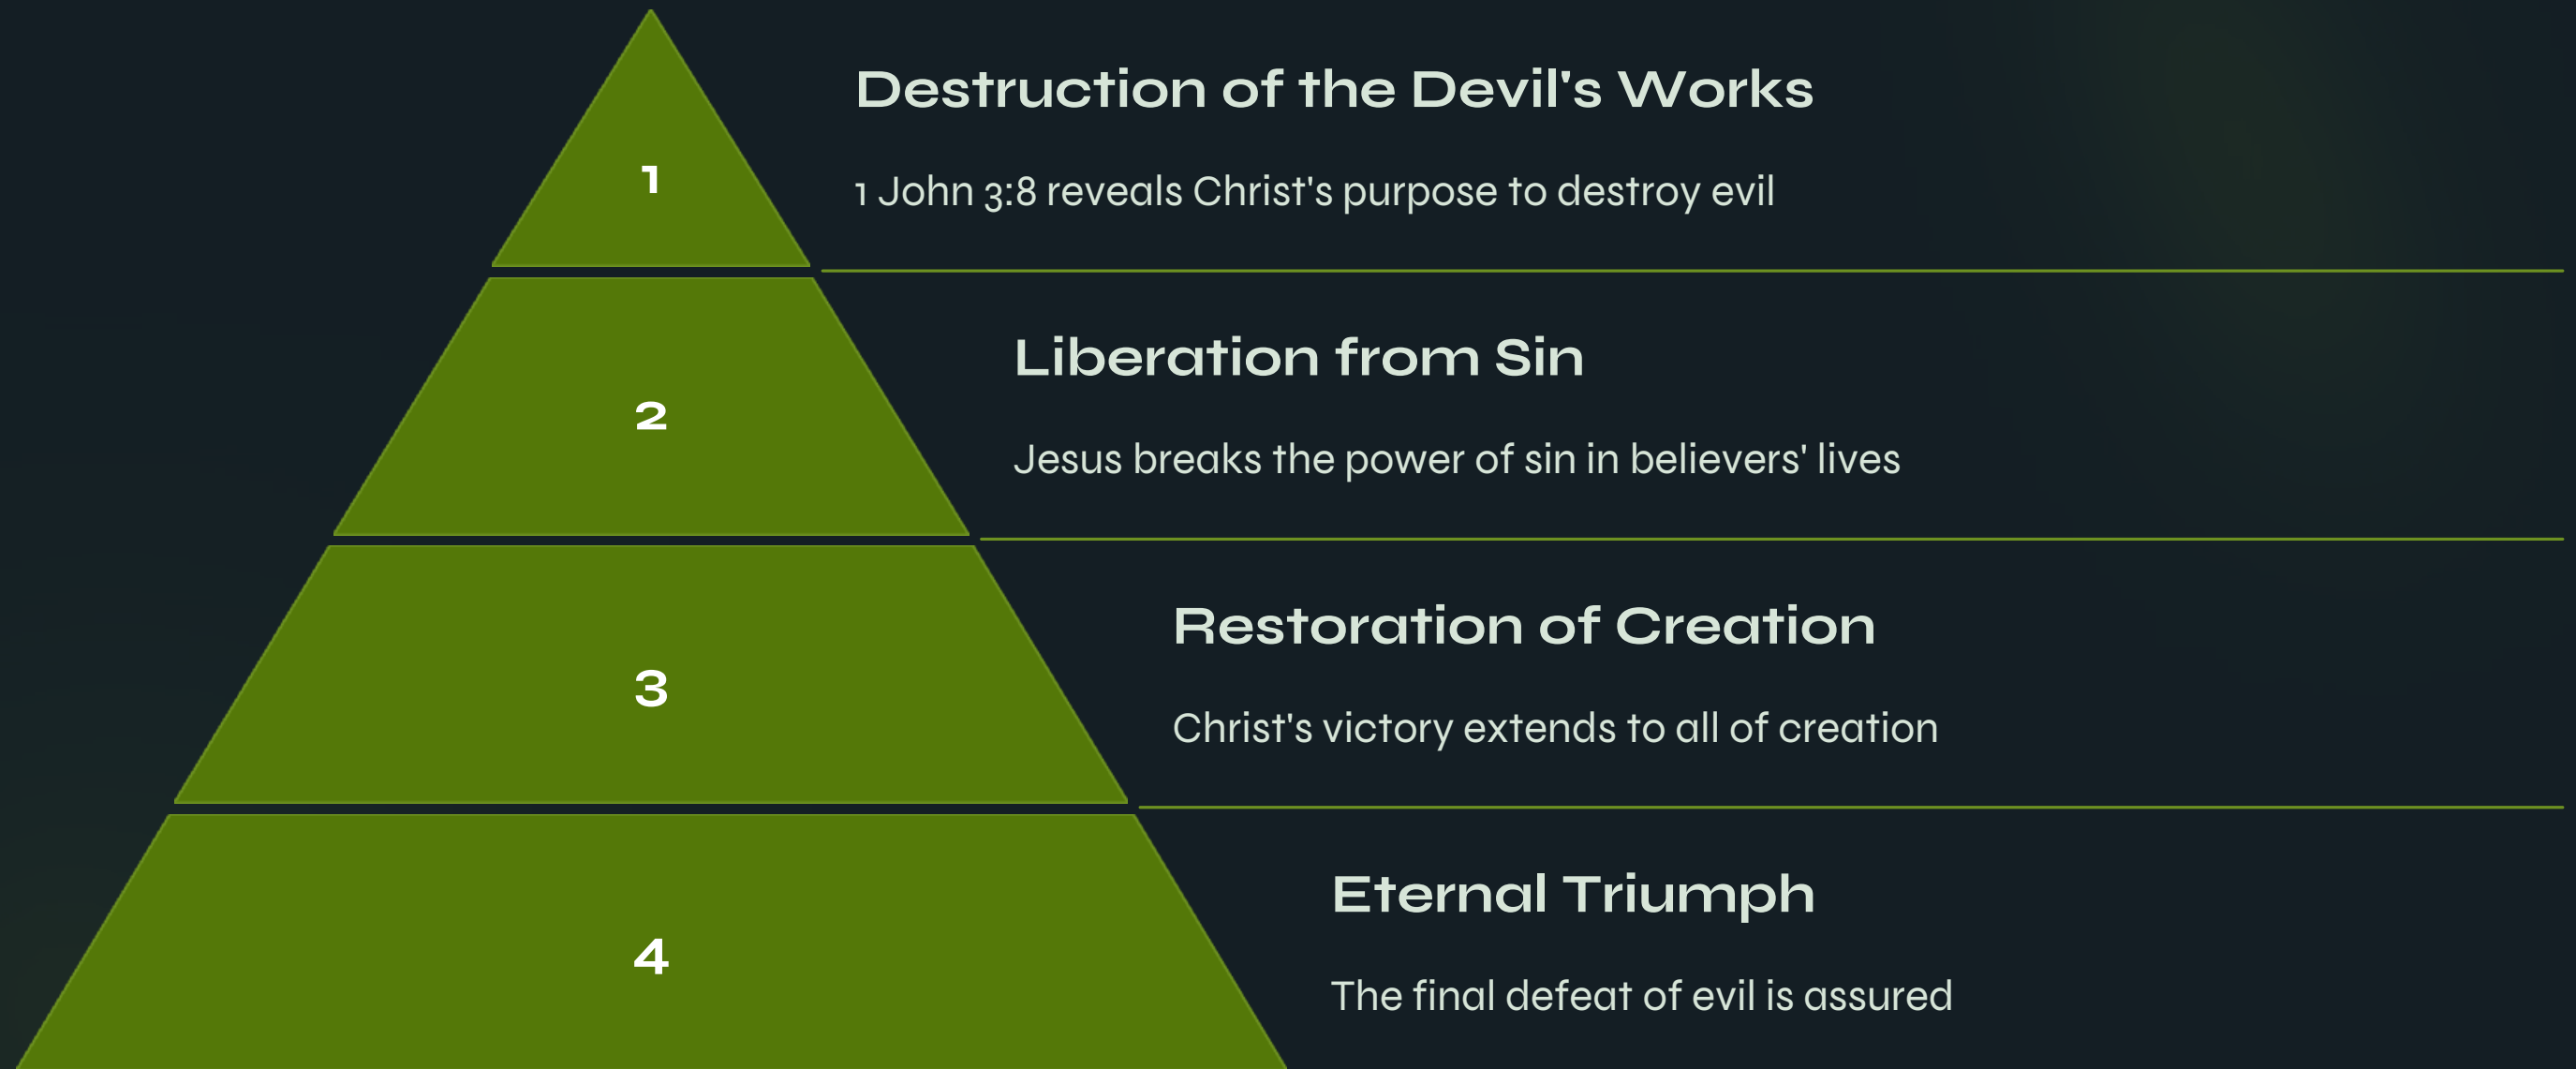 1
Destruction of the Devil's Works
1 John 3:8 reveals Christ's purpose to destroy evil
2
Liberation from Sin
Jesus breaks the power of sin in believers' lives
3
Restoration of Creation
Christ's victory extends to all of creation
4
Eternal Triumph
The final defeat of evil is assured